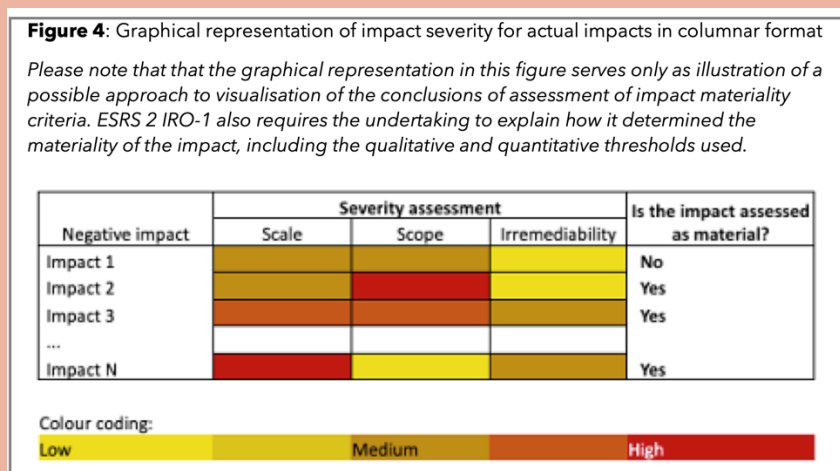 Figure 4: Graphical representation of impact severity for actual impacts in columnar format
Please note that that the graphical representation in this figure serves only as illustration of a
possible approach to visualisation of the conclusions of assessment of impact materiality
criteria. ESRS 2 IRO-1 also requires the undertaking to explain how it determined the
materiality of the impact, including the qualitative and quantitative thresholds used.
Severity assessment
Is the impact assessed
Negative impact Scale Scope Irremediability as material?
Impact 1 No
Impact 2 Yes
Impact 3 Yes
...
Impact N Yes
Colour coding:
Low Medium High